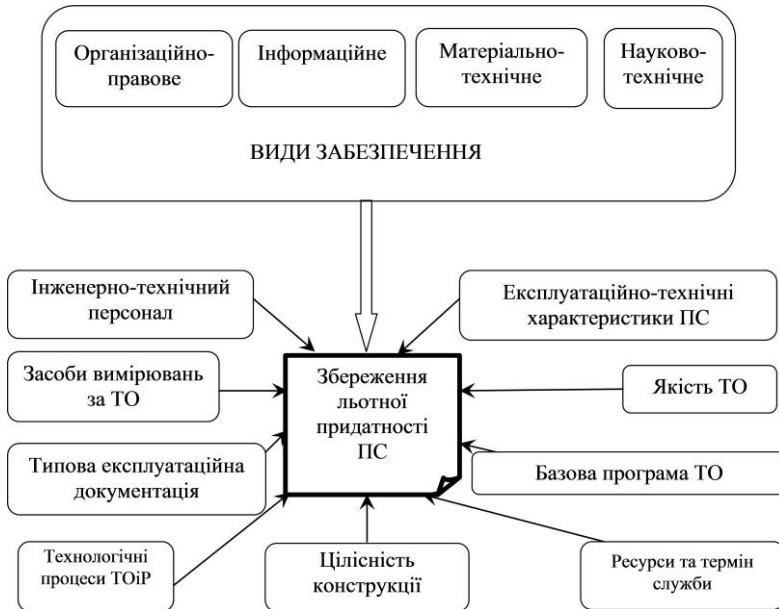 Організаційно-
правове
Інформаційне
Матеріально-
технічне
Науково-
технічне
ВИДИ ЗАБЕЗПЕЧЕННЯ
Інженерно-технічний
персонал
Експлуатаційно-технічні
характеристики ПС
Засоби вимірювань
за ТО
Збереження
льотної
придатності
ПС
Якість ТО
Типова експлуатаційна
документація
Базова програма ТО
Технологічні
процеси ТОіР
Цілісність
конструкції
Ресурси та термін
служби